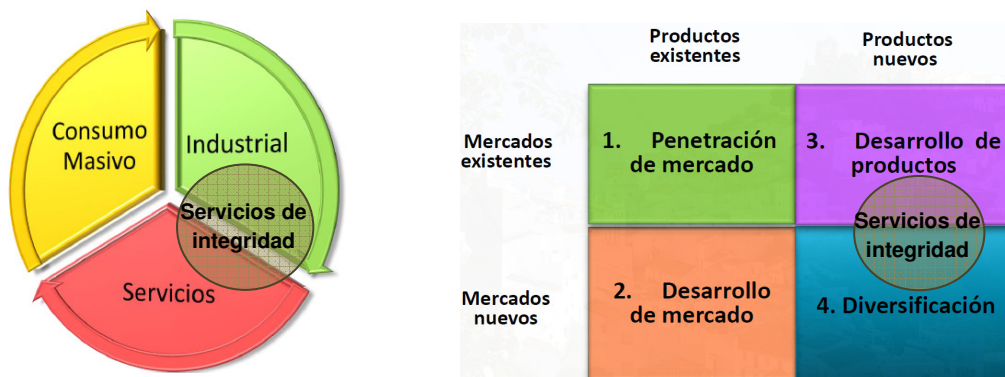 Consumo
Masivo
Industrial
Servicios de
integridad
Servicios
Productos
existentes
Productos
nuevos
Mercados
existentes
1. Penetración
de mercado
3. Desarrollo de
productos
Servicios de
integridad
Mercados
nuevos
2. Desarrollo
de mercado
4. Diversificación